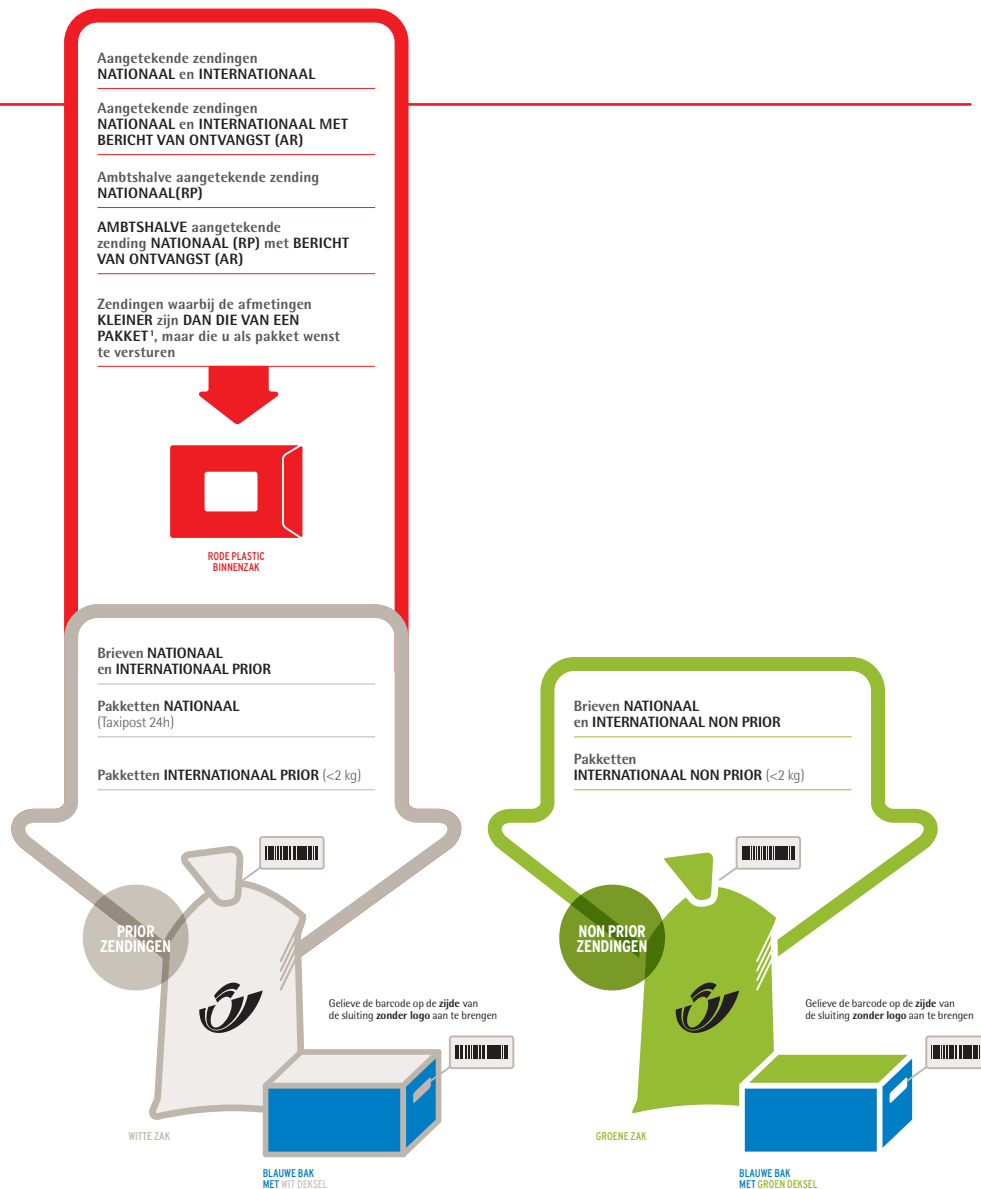 Aangetekende zendingen
NATIONAAL en INTERNATIONAAL
Aangetekende zendingen
NATIONAAL en INTERNATIONAAL MET
BERICHT VAN ONTVANGST (AR)
Ambtshalve aangetekende zending
NATIONAAL(RP)
AMBTSHALVE aangetekende
zending NATIONAAL (RP) met BERICHT
VAN ONTVANGST (AR)
Zendingen waarbij de afmetingen
KLEINER zijn DAN DIE VAN EEN
PAKKET¹, maar die u als pakket wenst
te versturen
RODE PLASTIC
BINNENZAK
Brieven NATIONAAL
en INTERNATIONAAL PRIOR
Pakketten NATIONAAL
(Taxipost 24h)
Pakketten INTERNATIONAAL PRIOR (<2 kg)
PRIOR
ZENDINGEN
Gelieve de barcode op de zijde van
de sluiting zonder logo aan te brengen
WITTE ZAK
BLAUWE BAK
MET WIT DEKSEL
Brieven NATIONAAL
en INTERNATIONAAL NON PRIOR
Pakketten
INTERNATIONAAL NON PRIOR (<2 kg)
NON PRIOR
ZENDINGEN
Gelieve de barcode op de zijde van
de sluiting zonder logo aan te brengen
GROENE ZAK
BLAUWE BAK
MET GROEN DEKSEL